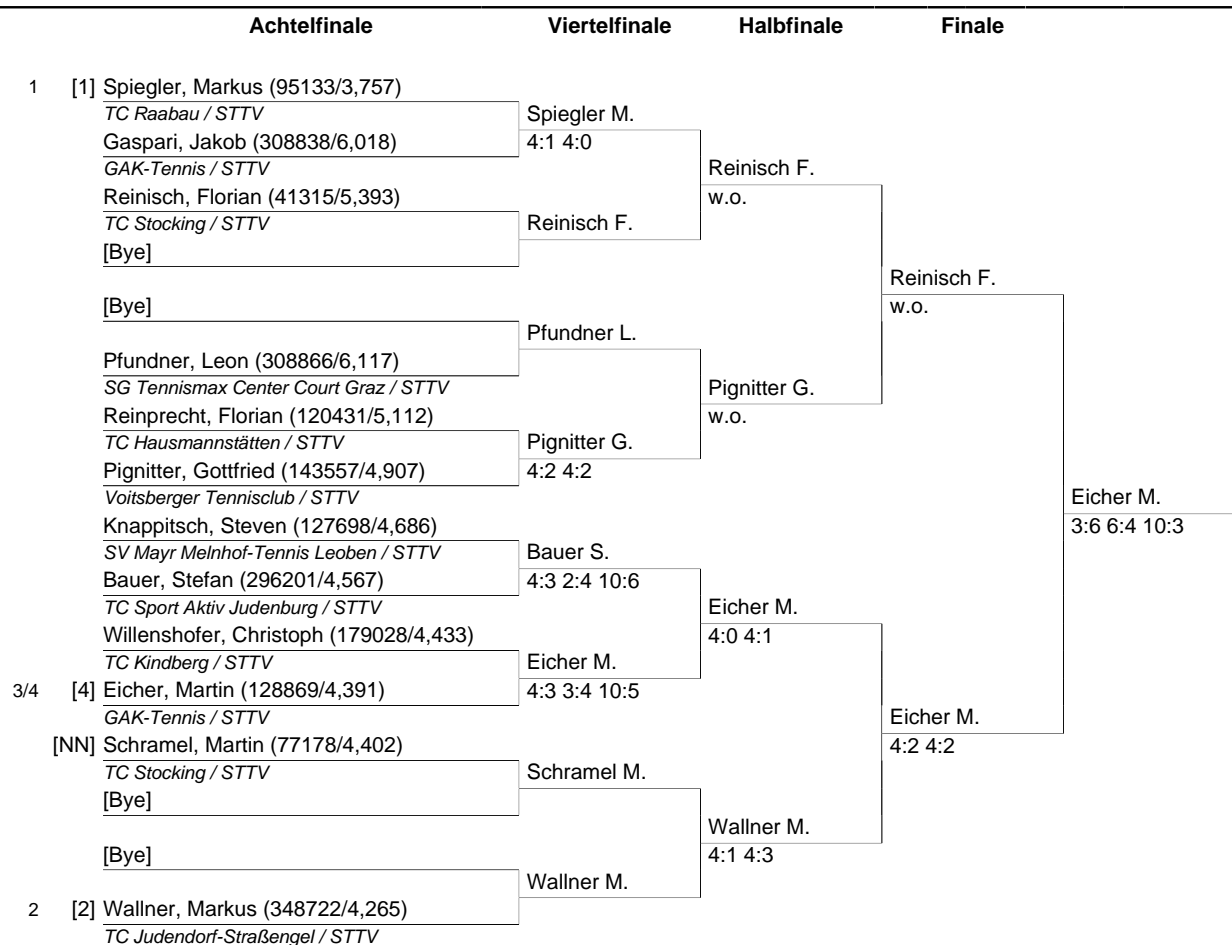 Achtelfinale Viertelfinale Halbfinale Finale
1 [1] Spiegler, Markus (95133/3,757)
TC Raabau / STTV Spiegler M.
Gaspari, Jakob (308838/6,018) 4:1 4:0
GAK-Tennis / STTV Reinisch F.
Reinisch, Florian (41315/5,393) w.o.
TC Stocking / STTV Reinisch F.
[Bye]
Reinisch F.
[Bye] w.o.
Pfundner L.
Pfundner, Leon (308866/6,117)
SG Tennismax Center Court Graz / STTV Pignitter G.
Reinprecht, Florian (120431/5,112) w.o.
TC Hausmannstätten / STTV Pignitter G.
Pignitter, Gottfried (143557/4,907) 4:2 4:2
Voitsberger Tennisclub / STTV Eicher M.
Knappitsch, Steven (127698/4,686) 3:6 6:4 10:3
SV Mayr Melnhof-Tennis Leoben / STTV Bauer S.
Bauer, Stefan (296201/4,567) 4:3 2:4 10:6
TC Sport Aktiv Judenburg / STTV Eicher M.
Willenshofer, Christoph (179028/4,433) 4:0 4:1
TC Kindberg / STTV Eicher M.
3/4 [4] Eicher, Martin (128869/4,391) 4:3 3:4 10:5
GAK-Tennis / STTV Eicher M.
[NN] Schramel, Martin (77178/4,402) 4:2 4:2
TC Stocking / STTV Schramel M.
[Bye]
Wallner M.
[Bye] 4:1 4:3
Wallner M.
2 [2] Wallner, Markus (348722/4,265)
TC Judendorf-Straßengel / STTV